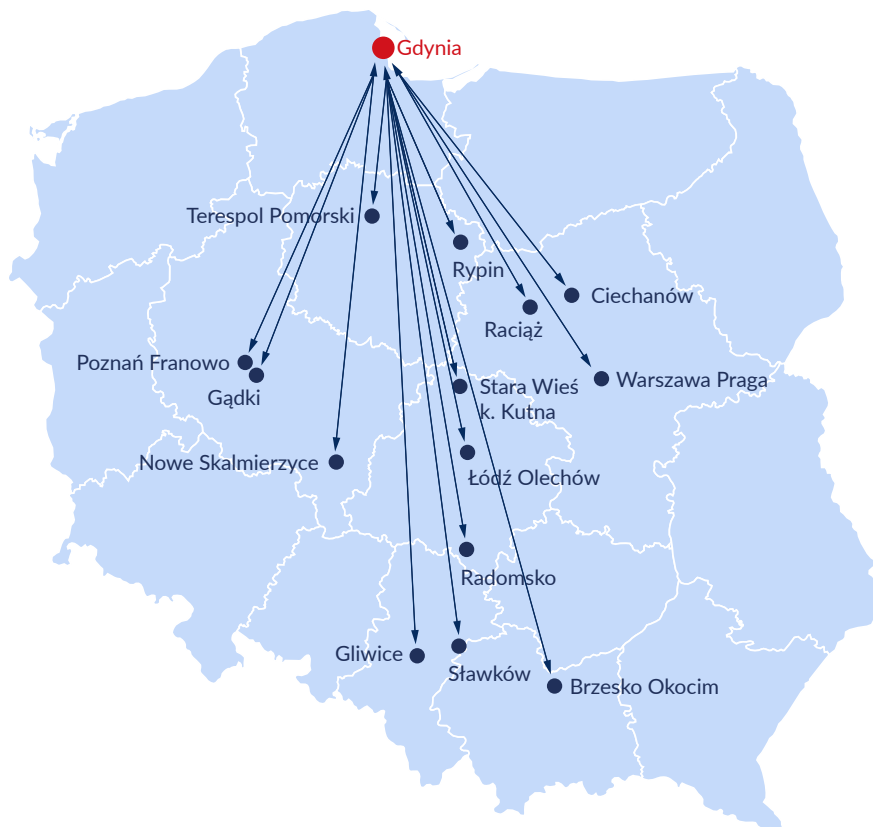 Gdynia
Terespol Pomorski
Rypin
Ciechanów
Raciąż
Poznań Franowo
Gądki
Stara Wieś
k. Kutna
Warszawa Praga
Nowe Skalmierzyce
Łódź Olechów
Radomsko
Gliwice
Sławków
Brzesko Okocim